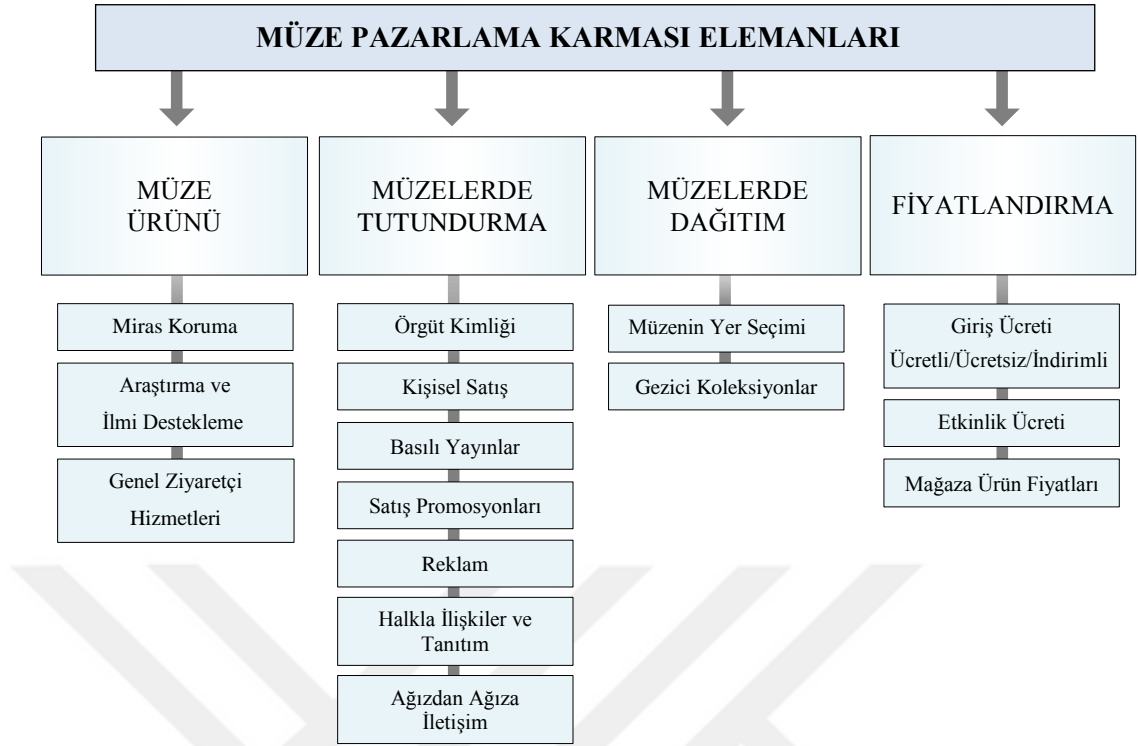 MÜZE PAZARLAMA KARMASI ELEMANLARI
MÜZE
ÜRÜNÜ
Miras Koruma
Araştırma ve
İlmi Destekleme
Genel Ziyaretçi
Hizmetleri
MÜZELERDE
TUTUNDURMA
Örgüt Kimliği
Kişisel Satış
Basılı Yayınlar
Satış Promosyonları
Reklam
Halkla İlişkiler ve
Tanıtım
Ağızdan Ağıza
İletişim
MÜZELERDE
DAĞITIM
Müzenin Yer Seçimi
Gezici Koleksiyonlar
FİYATLANDIRMA
Giriş Ücreti
Ücretli/Ücretsiz/İndirimli
Etkinlik Ücreti
Mağaza Ürün Fiyatları